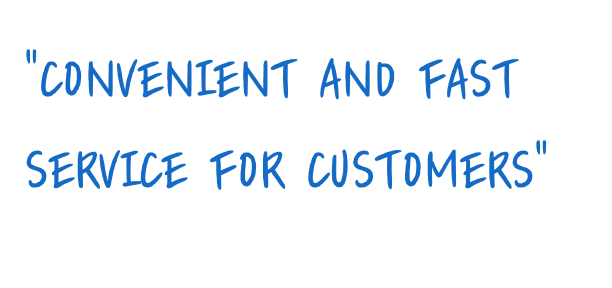 "CONVENIENT AND FAST
SERVICE FOR CUSTOMERS"